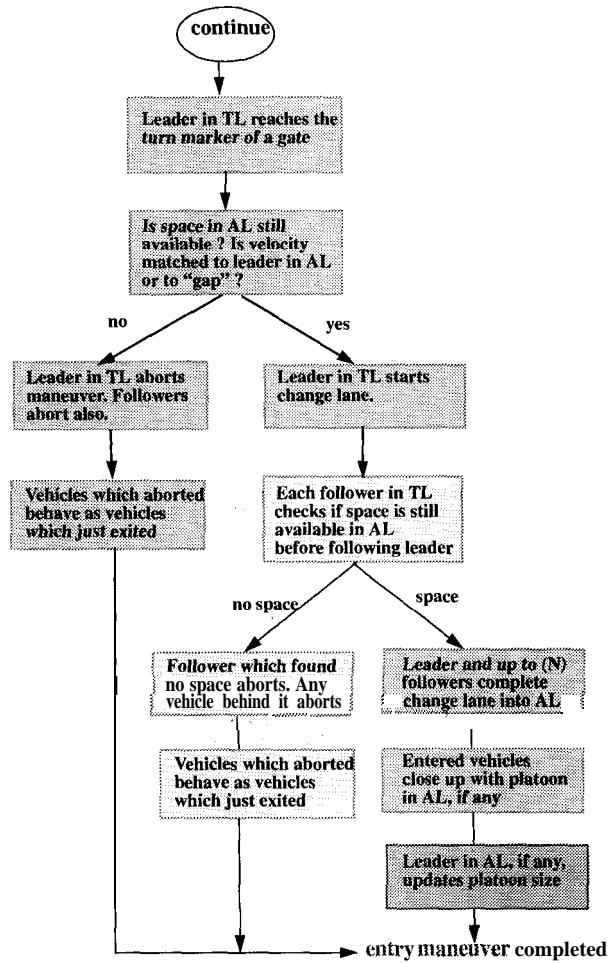 continue
Leader in TL reaches the
turn marker of a gate
Is space in AL still
available ? Is velocity
matched to leader in AL
or to “gap” ?
no
yes
Leader in TL aborts
maneuver. Followers
abort also.
Leader in TL starts
change lane.
Vehicles which aborted
behave as vehicles
which just exited
Each follower in TL
checks if space is still
available in AL
before following leader
no space
space
Follower which found
no space aborts. Any
vehicle behind it aborts
Leader and up to (N)
followers complete
change lane into AL
Vehicles which aborted
behave as vehicles
which just exited
Entered vehicles
close up with platoon
in AL, if any
Leader in AL, if any,
updates platoon size
entry maneuver completed